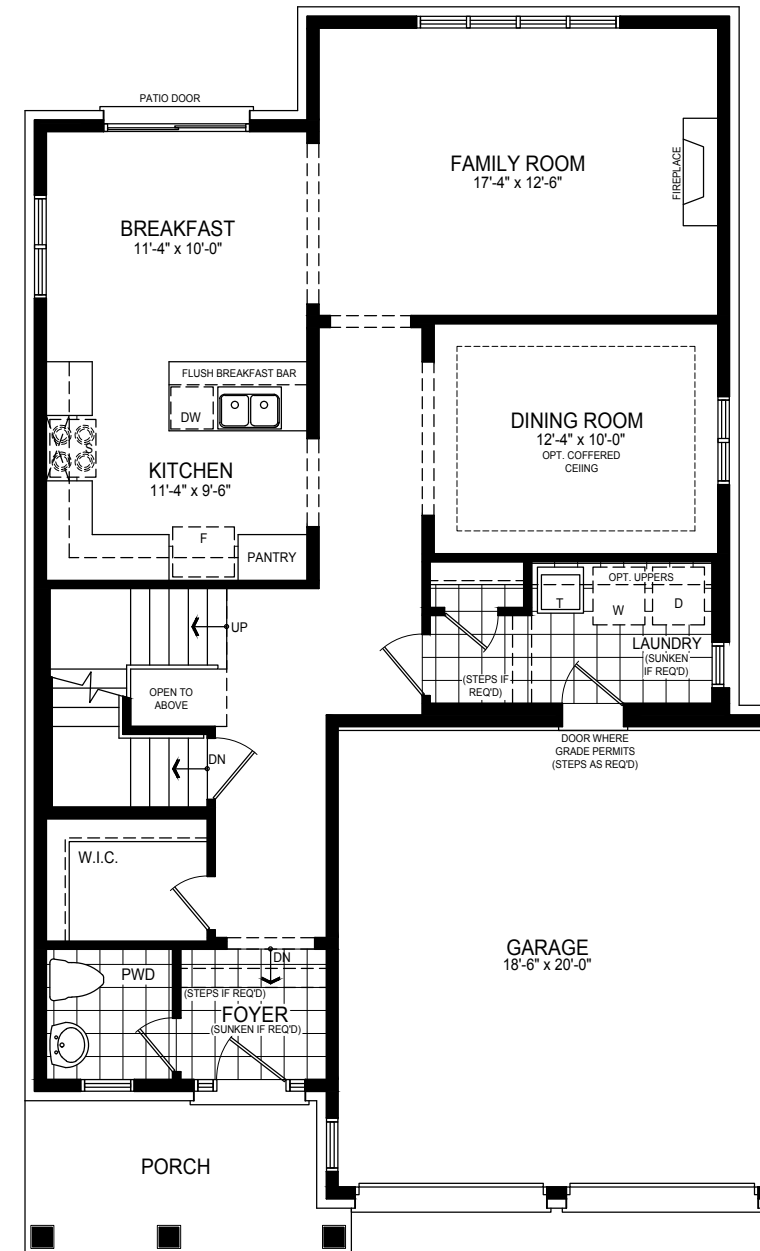 PATIO DOOR
FAMILY ROOM
17'-4" x 12'-6"
FIREPLACE
BREAKFAST
11'-4" x 10'-0"
FLUSH BREAKFAST BAR
DW
DINING ROOM
12'-4" x 10'-0"
OPT. COFFERED
CEIING
S
KITCHEN
11'-4" x 9'-6"
F
PANTRY
OPT. UPPERS
T
W
D
UP
LAUNDRY
(SUNKEN
IF REQ'D)
(STEPS IF
REQ'D)
OPEN TO
ABOVE
DN
DOOR WHERE
GRADE PERMITS
(STEPS AS REQ'D)
W.I.C.
GARAGE
18'-6" x 20'-0"
PWD
DN
(STEPS IF REQ'D)
FOYER
(SUNKEN IF REQ'D)
PORCH